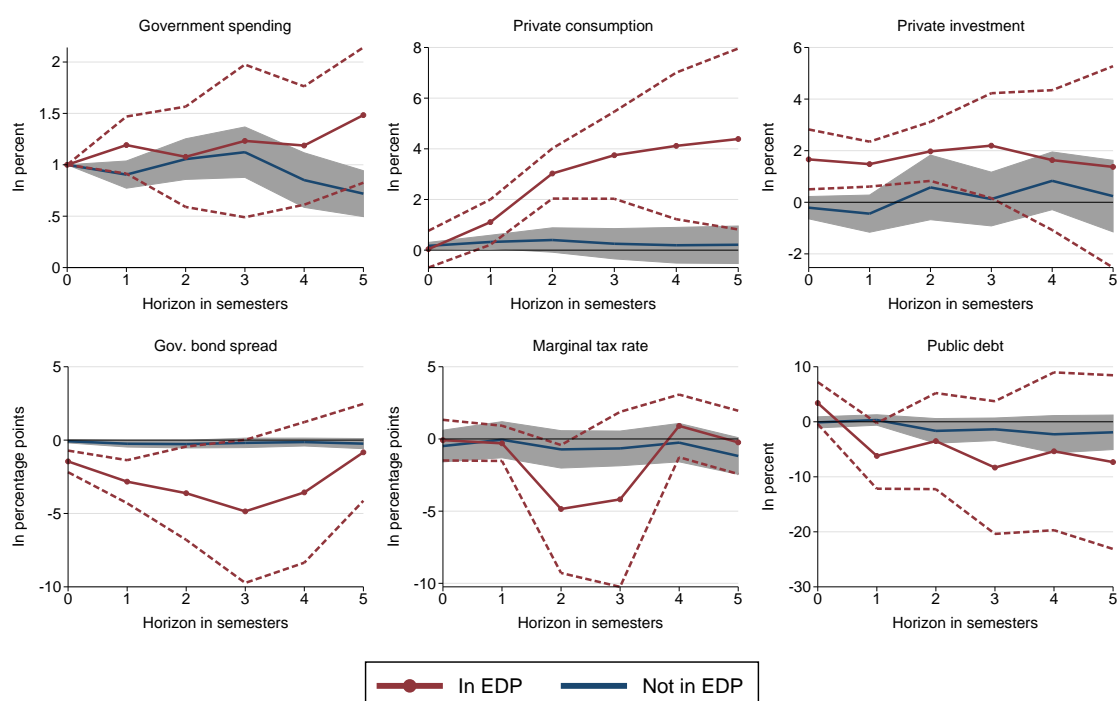 Government spending
Private consumption
Private investment
In percent
2
1.5
1
.5
0
0 1 2 3 4 5
Horizon in semesters
In percent
8
6
4
2
0
0 1 2 3 4 5
Horizon in semesters
In percent
6
4
2
0
-2
0 1 2 3 4 5
Horizon in semesters
Gov. bond spread
Marginal tax rate
Public debt
In percentage points
5
0
-5
-10
0 1 2 3 4 5
Horizon in semesters
In percentage points
5
0
-5
-10
0 1 2 3 4 5
Horizon in semesters
In percent
10
0
-10
-20
-30
0 1 2 3 4 5
Horizon in semesters
In EDP Not in EDP